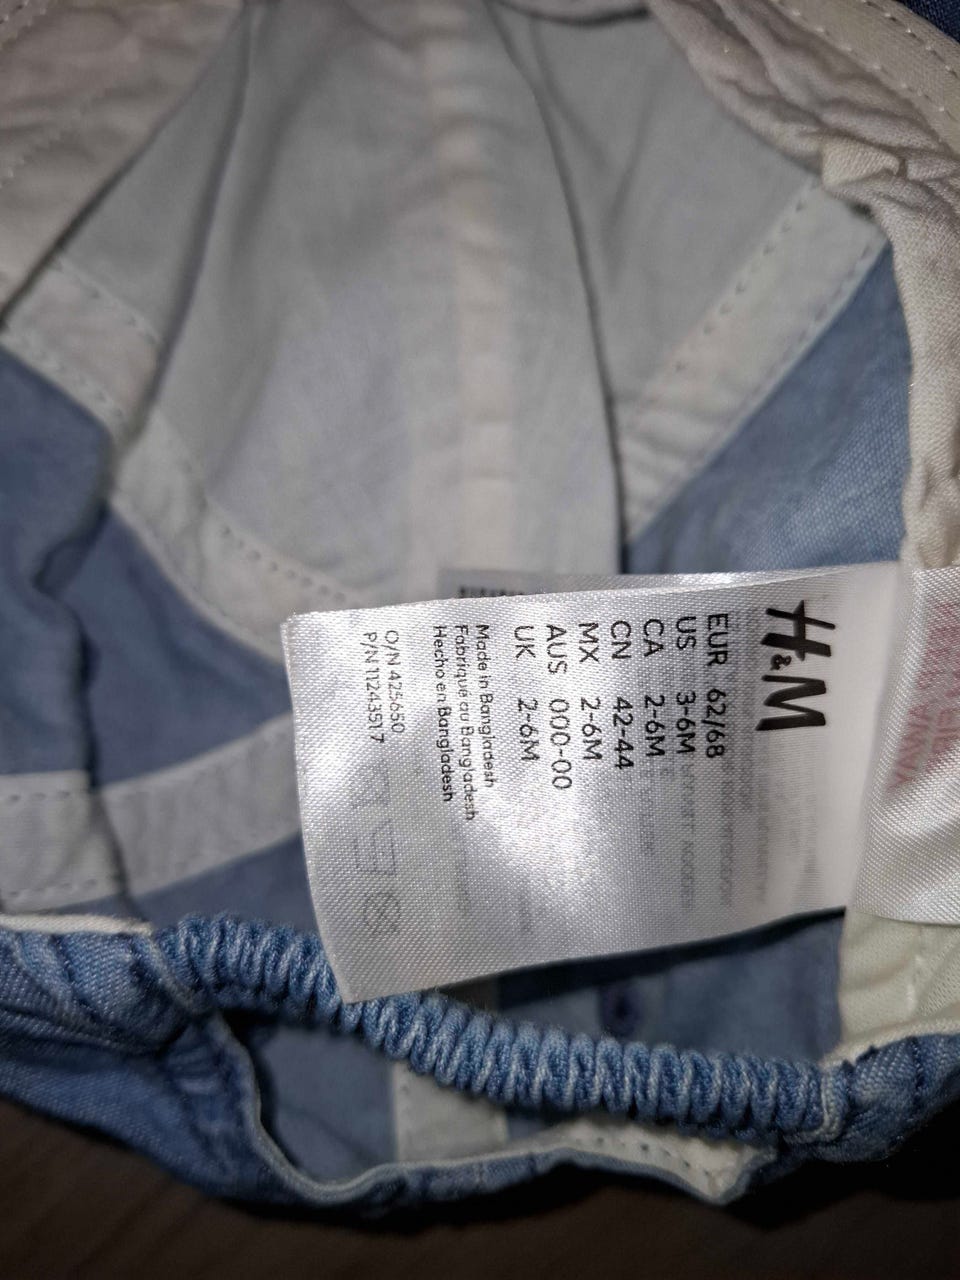 H&M
EUR 62/68
US 3-6M
CA 2-6M
CN 42-44
MX 2-6M
AUS 000-00
UK 2-6M
Made in Bangladesh
Fabriqué au Bangladesh
Hecho en Bangladesh
O/N 425650
P/N 11243517